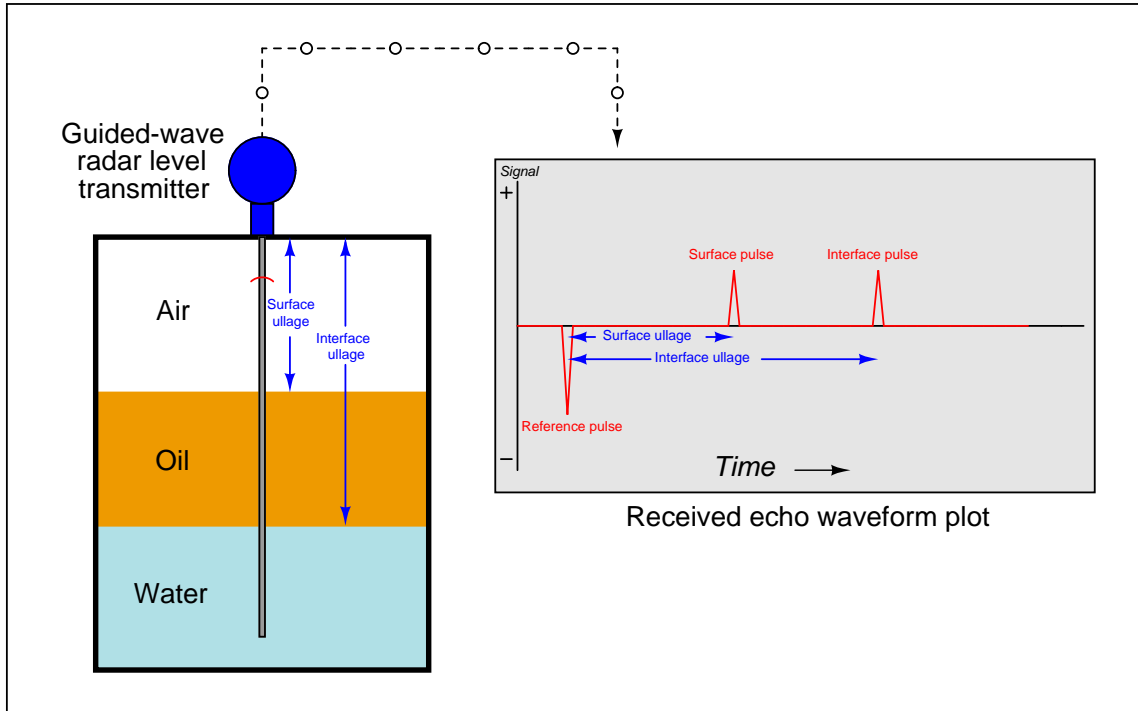 Guided-wave
radar level
transmitter
Air
Surface
ullage
Interface
ullage
Oil
Water
Signal
+
Surface pulse
Interface pulse
Surface ullage
Interface ullage
Reference pulse
−
Time
Received echo waveform plot